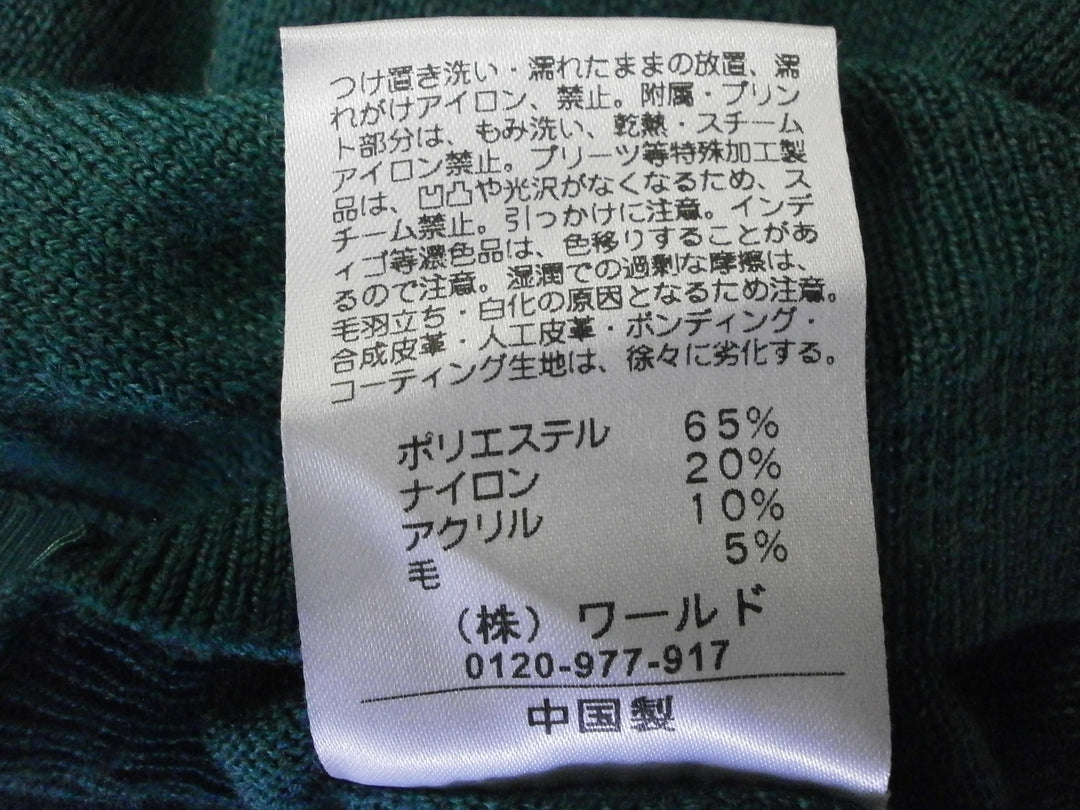 つけ置き洗い・濡れたままの放置、濡
れがけアイロン、禁止。附属・プリン
ト部分は、もみ洗い、乾熱・スチーム
アイロン禁止。プリーツ等特殊加工製
品は、凹凸や光沢がなくなるため、ス
チーム禁止。引っかけに注意。インデ
ィゴ等濃色品は、色移りすることがあ
るので注意。湿潤での過剰な摩擦は、
毛羽立ち・白化の原因となるため注意。
合成皮革・人工皮革・ボンディング・
コーティング生地は、徐々に劣化する。
ポリエステル 65%
ナイロン 20%
アクリル 10%
毛 5%
(株) ワールド
0120-977-917
中国製